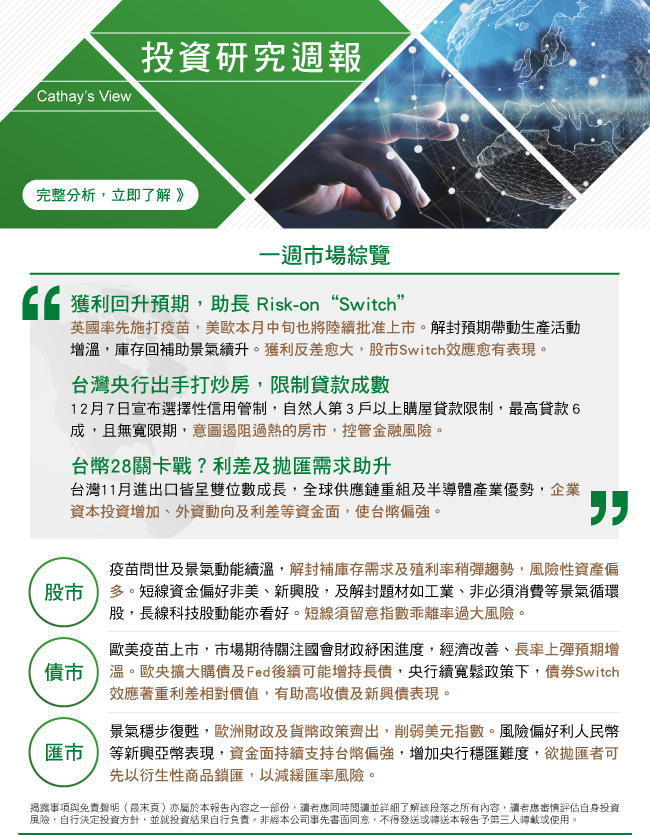 投資研究週報
Cathay's View
完整分析，立即了解 》
一週市場綜覽
獲利回升預期，助長 Risk-on“Switch”
英國率先施打疫苗，美歐本月中旬也將陸續批准上市。解封預期帶動生產活動
增溫，庫存回補助景氣續升。獲利反差愈大，股市Switch效應愈有表現。
台灣央行出手打炒房，限制貸款成數
12月7日宣布選擇性信用管制，自然人第3戶以上購屋貸款限制，最高貸款6
成，且無寬限期，意圖遏阻過熱的房市，控管金融風險。
台幣28關卡戰？利差及拋匯需求助升
台灣11月進出口皆呈雙位數成長，全球供應鏈重組及半導體產業優勢，企業
資本投資增加、外資動向及利差等資金面，使台幣偏強。
股市
疫苗問世及景氣動能續溫，解封補庫存需求及殖利率稍彈趨勢，風險性資產偏
多。短線資金偏好非美、新興股，及解封題材如工業、非必須消費等景氣循環
股，長線科技股動能亦看好。短線須留意指數乖離率過大風險。
債市
歐美疫苗上市，市場期待關注國會財政紓困進度，經濟改善、長率上彈預期增
溫。歐央擴大購債及Fed後續可能增持長債，央行續寬鬆政策下，債券Switch
效應著重利差相對價值，有助高收債及新興債表現。
匯市
景氣穩步復甦，歐洲財政及貨幣政策齊出，削弱美元指數。風險偏好利人民幣
等新興亞幣表現，資金面持續支持台幣偏強，增加央行穩匯難度，欲拋匯者可
先以衍生性商品鎖匯，以減緩匯率風險。
揭露事項與免責聲明（最末頁）亦屬於本報告內容之一部份，讀者應同時閱讀並詳細了解該段落之所有內容，讀者應審慎評估自身投資
風險，自行決定投資方針，並就投資結果自行負責。非經本公司事先書面同意，不得發送或轉送本報告予第三人轉載或使用。